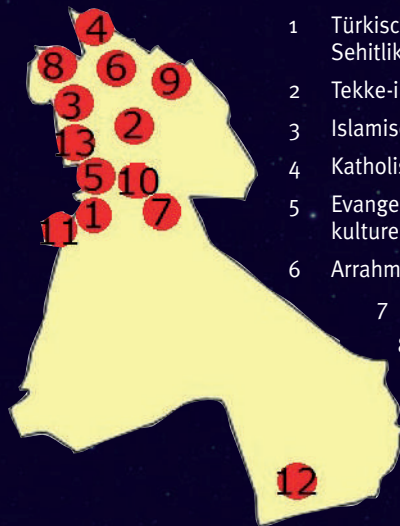 4
8
6
9
3
2
13
5
10
1
7
11
12
1 Türkisc
Sehitlik
2 Tekke-i
3 Islamis
4 Katholis
5 Evange
kulture
6 Arrahm
7